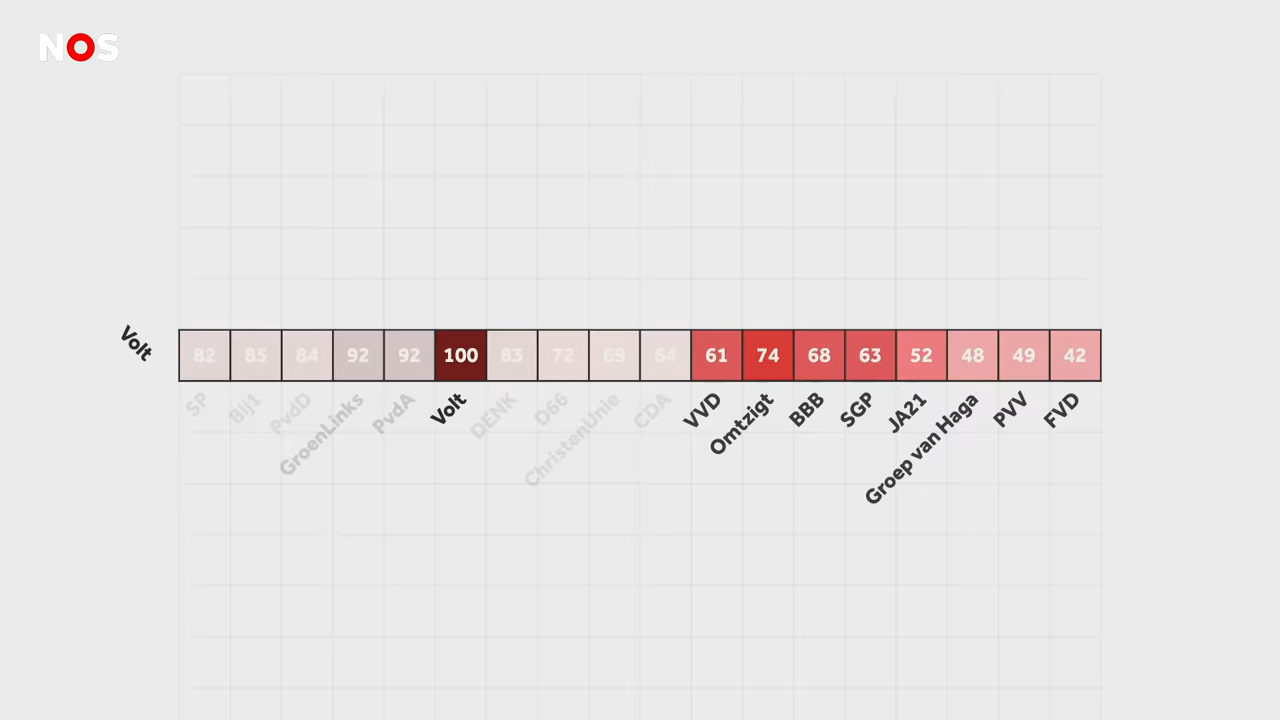 NOS
Volt
82 85 84 92 92 100 83 72 69 64 61 74 68 63 52 48 49 42
SP Bij1 PvdD GroenLinks PvdA Volt DENK D66 ChristenUnie CDA VVD Omtzigt BBB SGP JA21 Groep van Haga PVV FVD